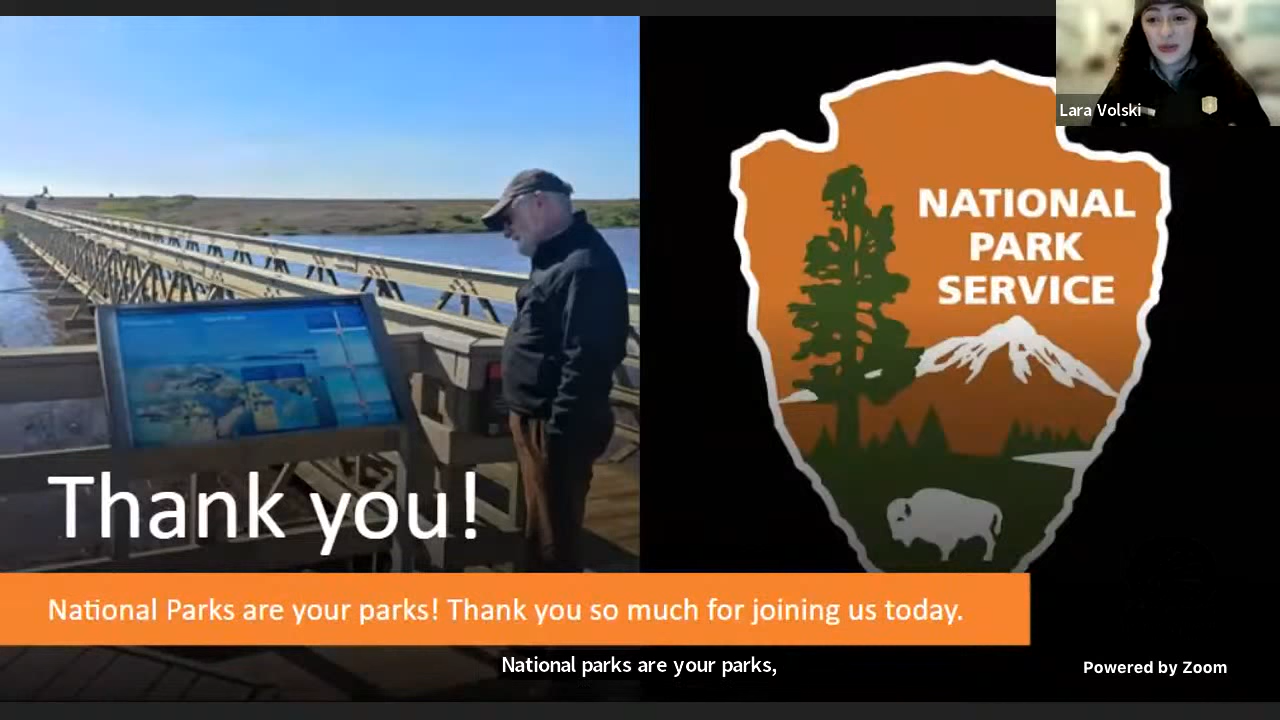 Lara Volski
NATIONAL
PARK
SERVICE
Thank you!
National Parks are your parks! Thank you so much for joining us today.
National parks are your parks,
Powered by Zoom